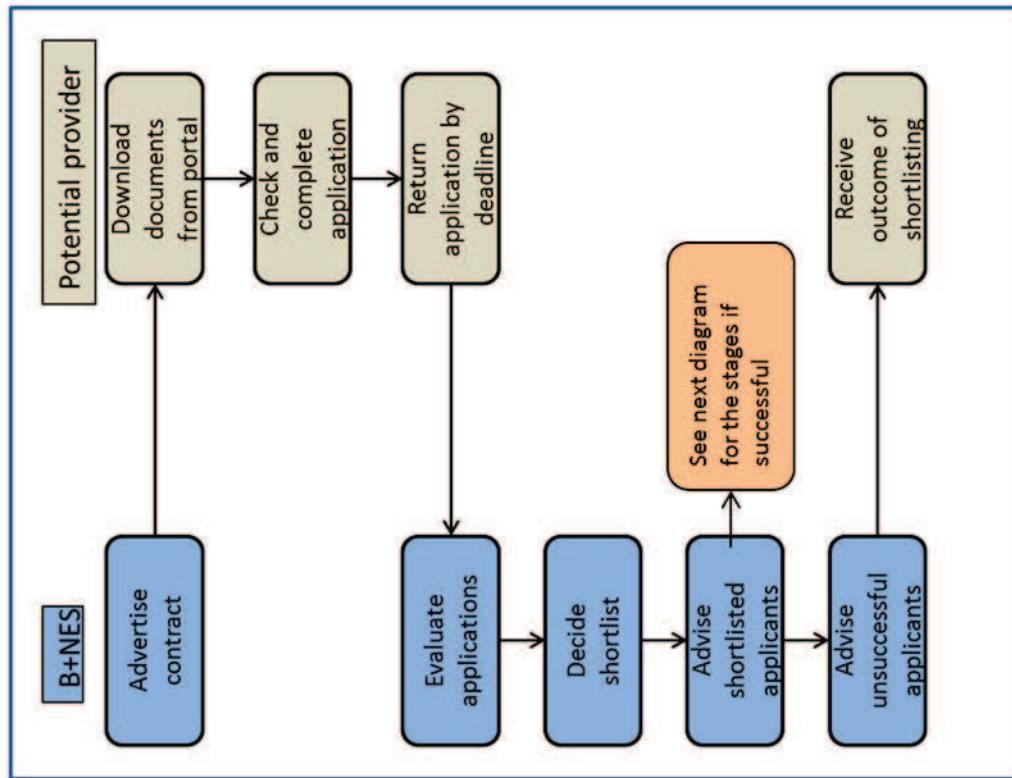 Potential provider
Download
documents
from portal
Check and
complete
application
Return
application by
deadline
See next diagram
for the stages if
successful
Receive
outcome of
shortlisting
B+NES
Advertise
contract
Evaluate
applications
Decide
shortlist
Advise
shortlisted
applicants
Advise
unsuccessful
applicants